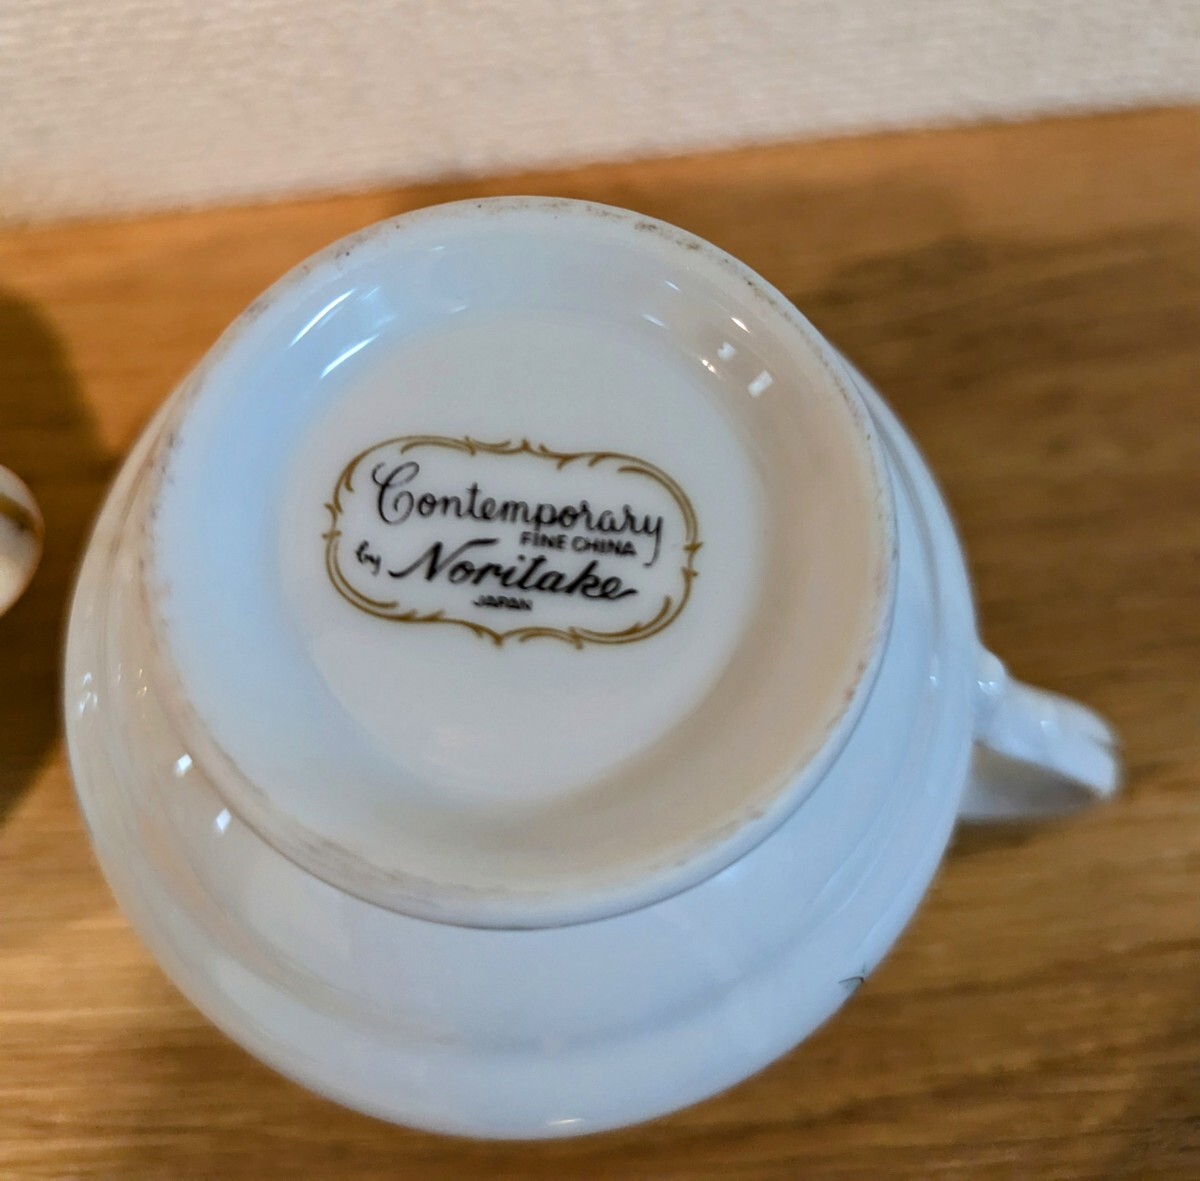 Contemporary
FINE CHINA
by Noritake
JAPAN